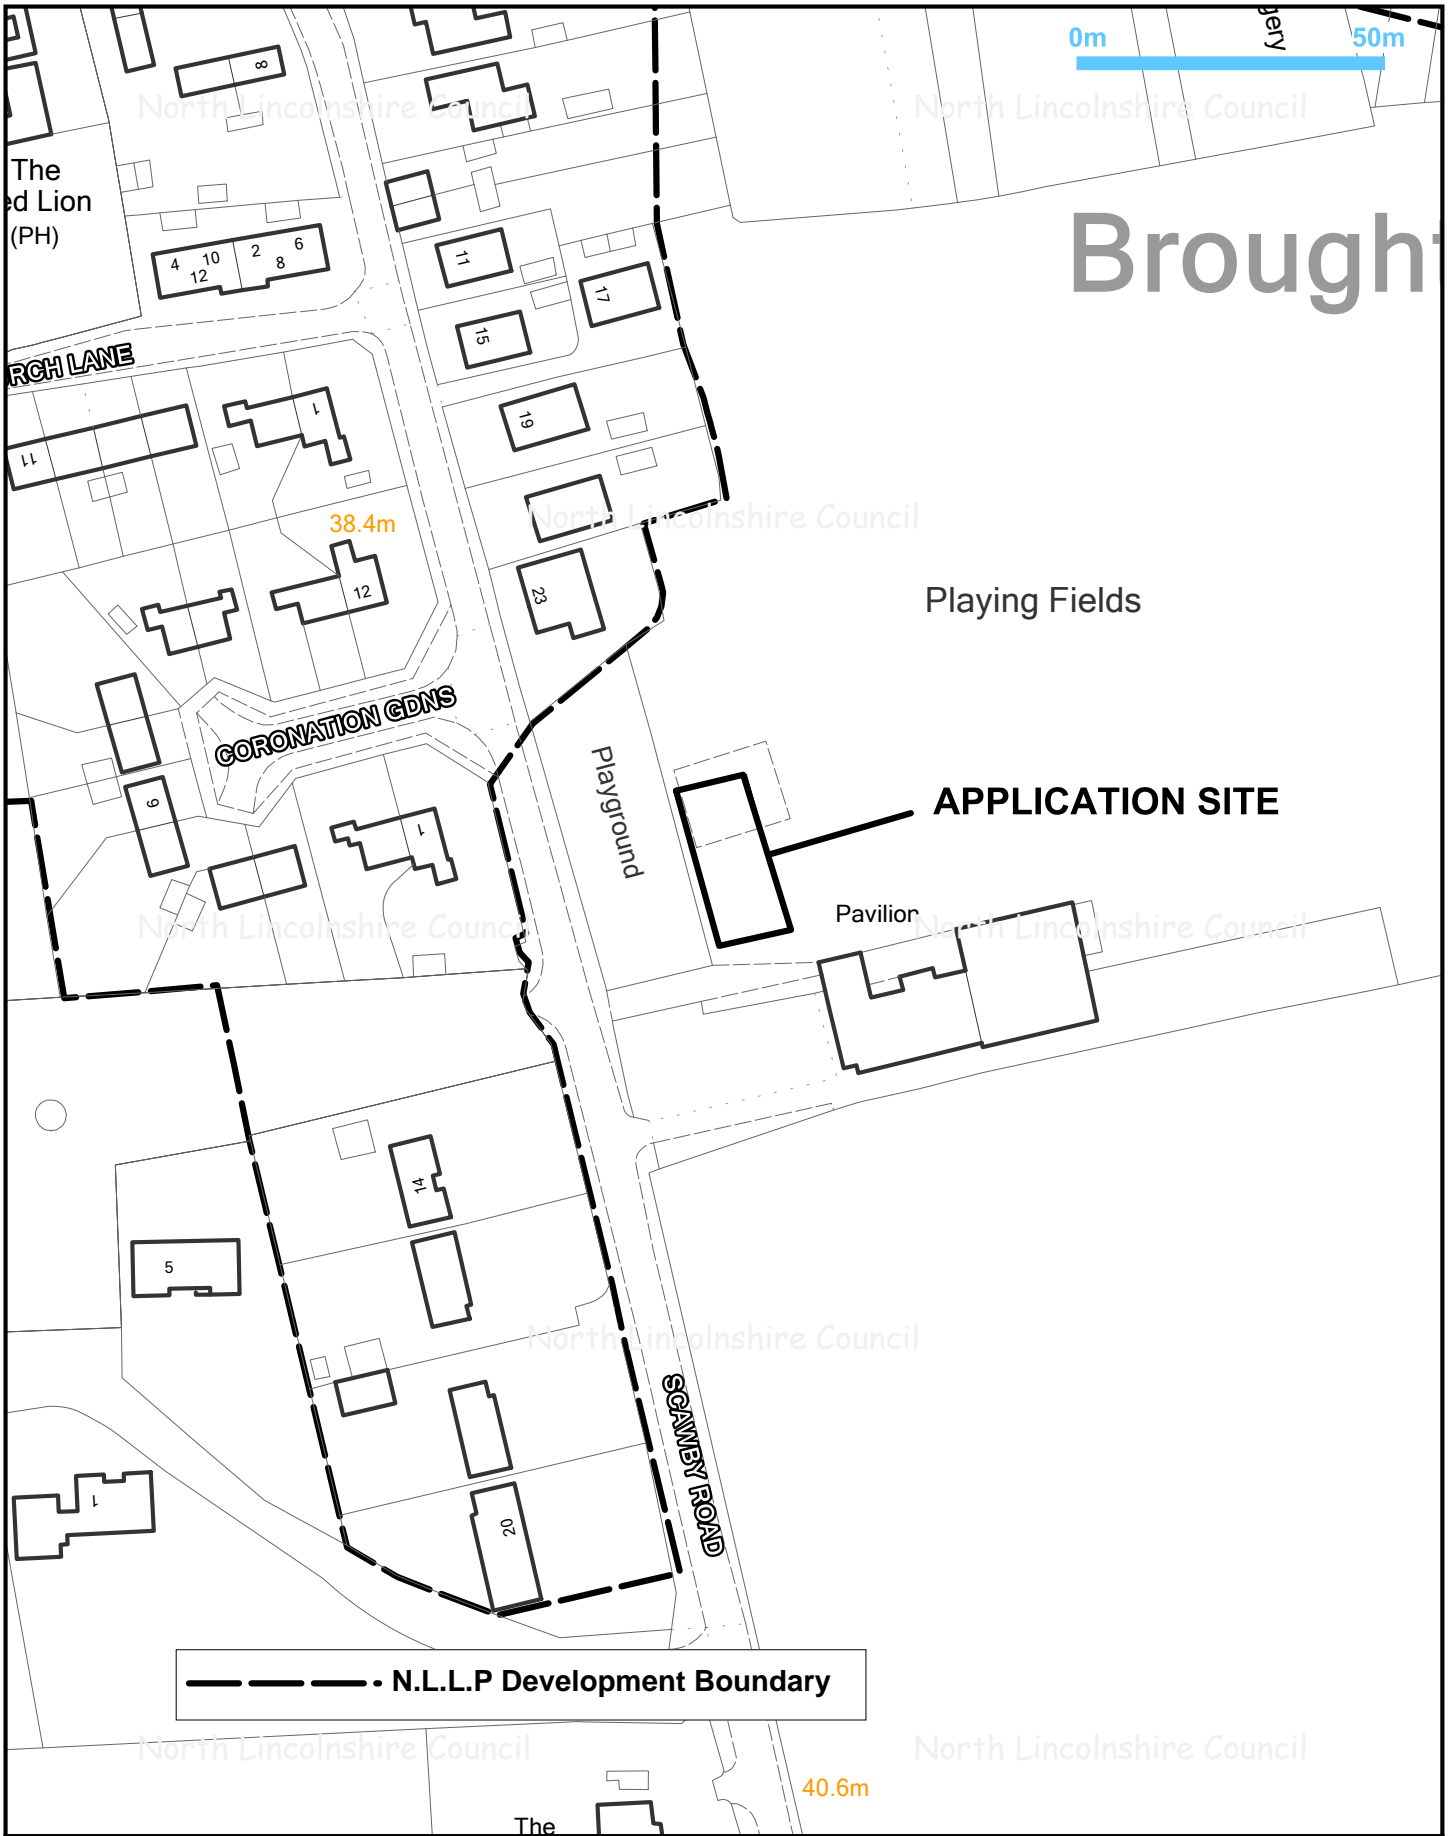 gery
0m 50m
North Lincolnshire Council
North Lincolnshire Council
8
The
ed Lion
(PH)
4 10 2 6
12 8
11
17
15
Brought
RCH LANE
1
19
11
38.4m
North Lincolnshire Council
12
23
Playing Fields
CORONATION GDNS
Playground
9
1
APPLICATION SITE
Pavilion
North Lincolnshire Council
North Lincolnshire Council
14
5
North Lincolnshire Council
SCAWBY ROAD
1
20
N.L.L.P Development Boundary
North Lincolnshire Council
North Lincolnshire Council
40.6m
The